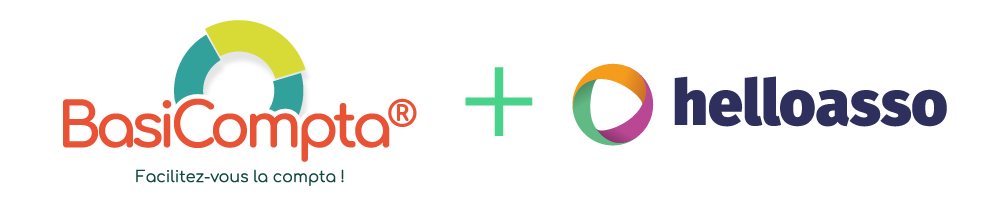 BasiCompta®
+
helloasso
Facilitez-vous la compta !